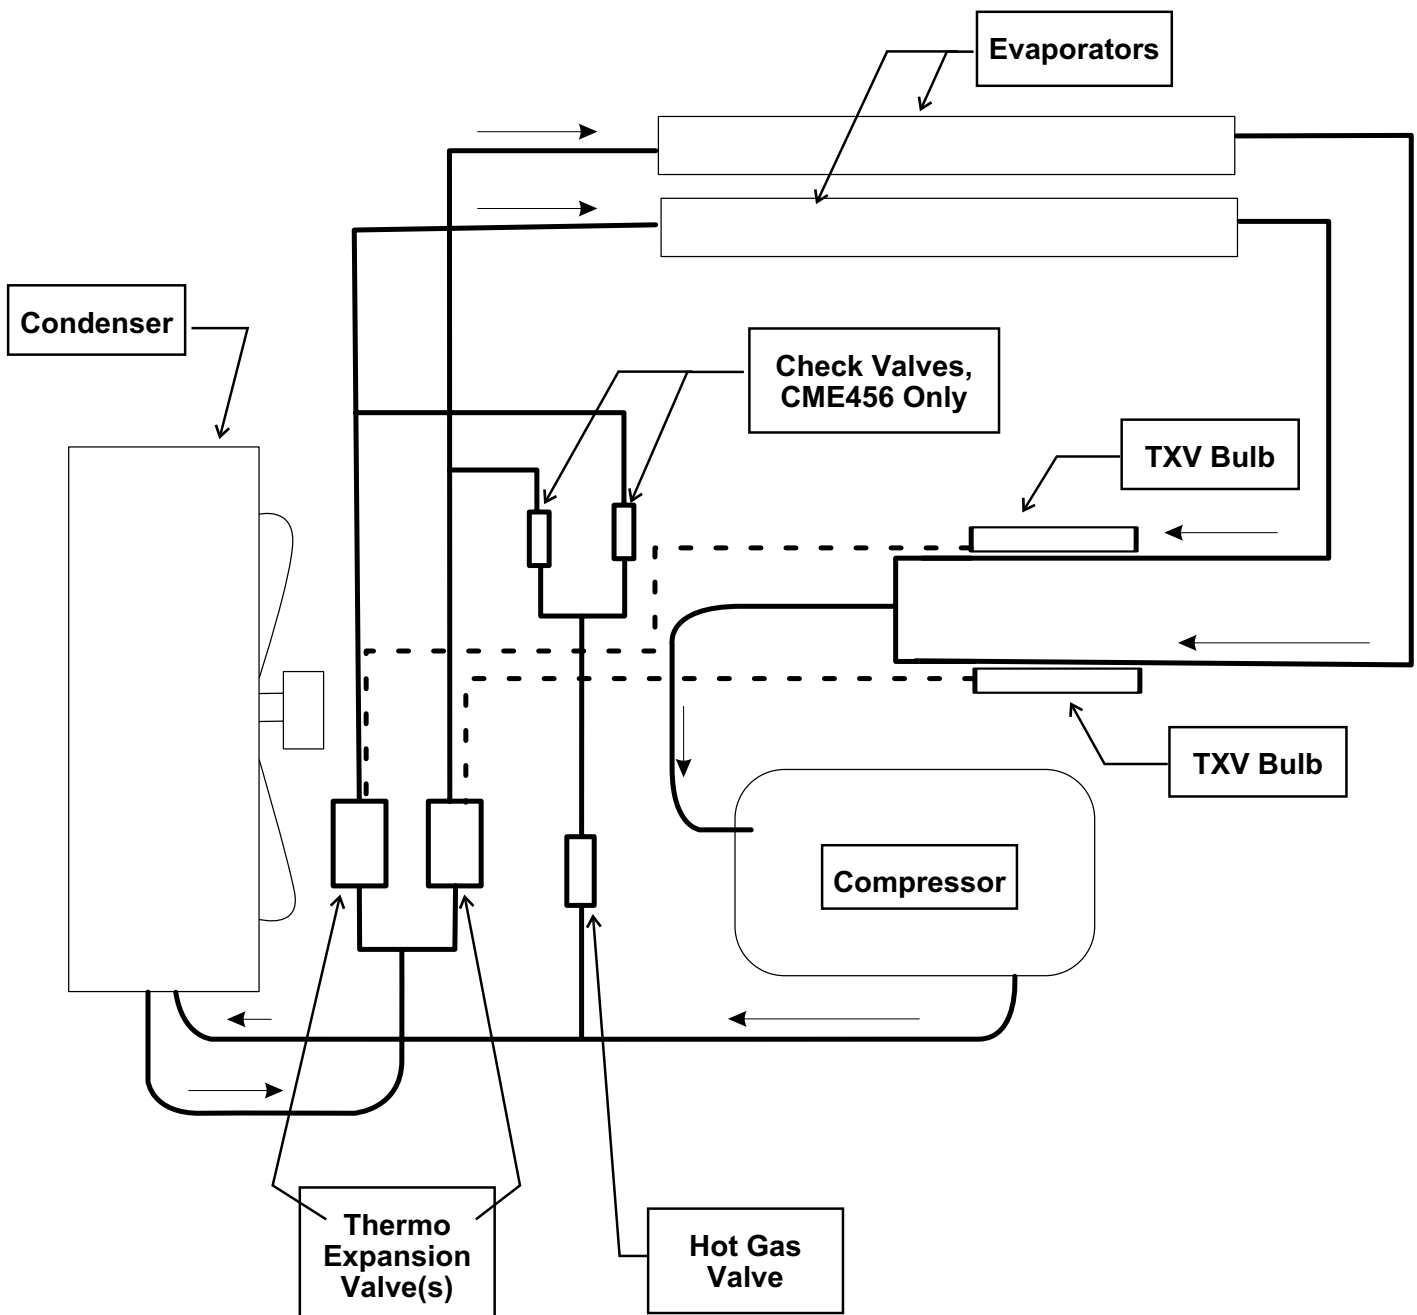 Evaporators
Condenser
Check Valves,
CME456 Only
TXV Bulb
TXV Bulb
Compressor
Thermo
Expansion
Valve(s)
Hot Gas
Valve